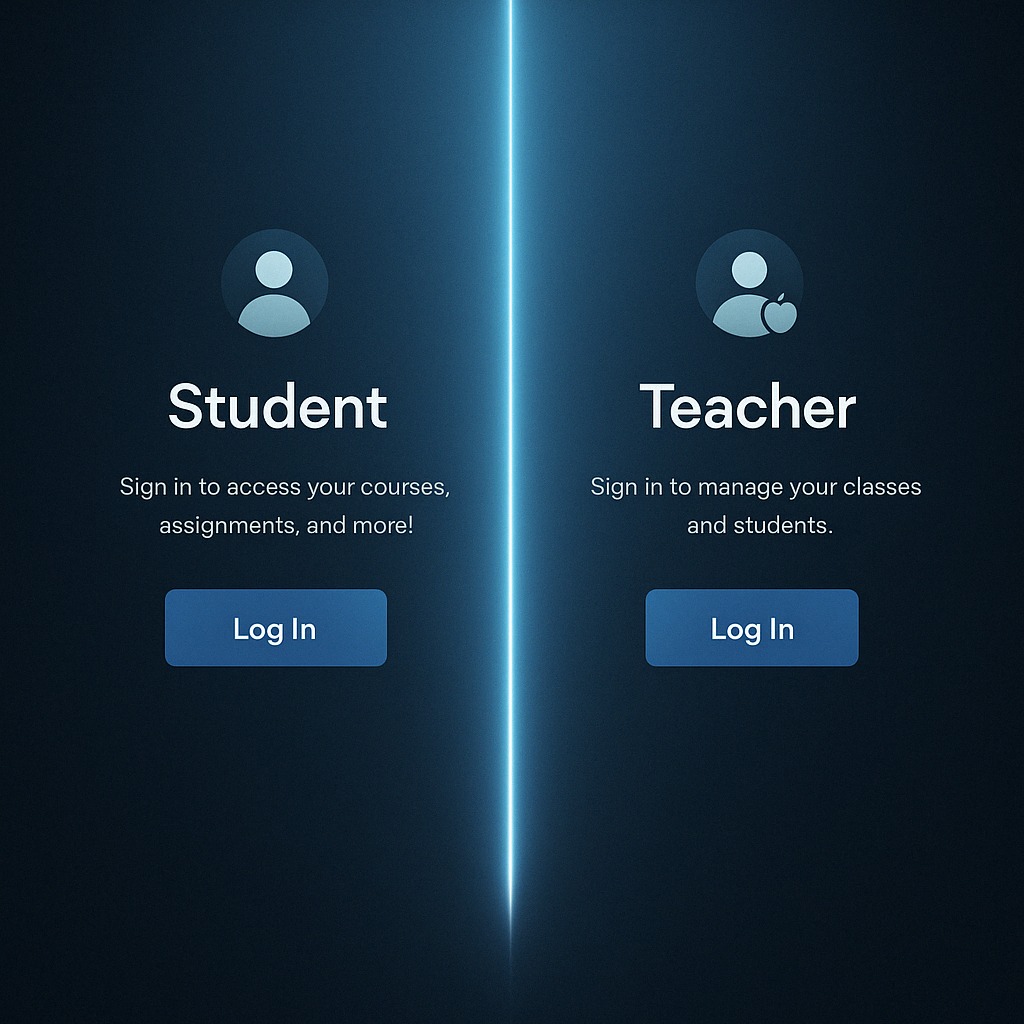 Student
Sign in to access your courses,
assignments, and more!
Log In
Teacher
Sign in to manage your classes
and students.
Log In